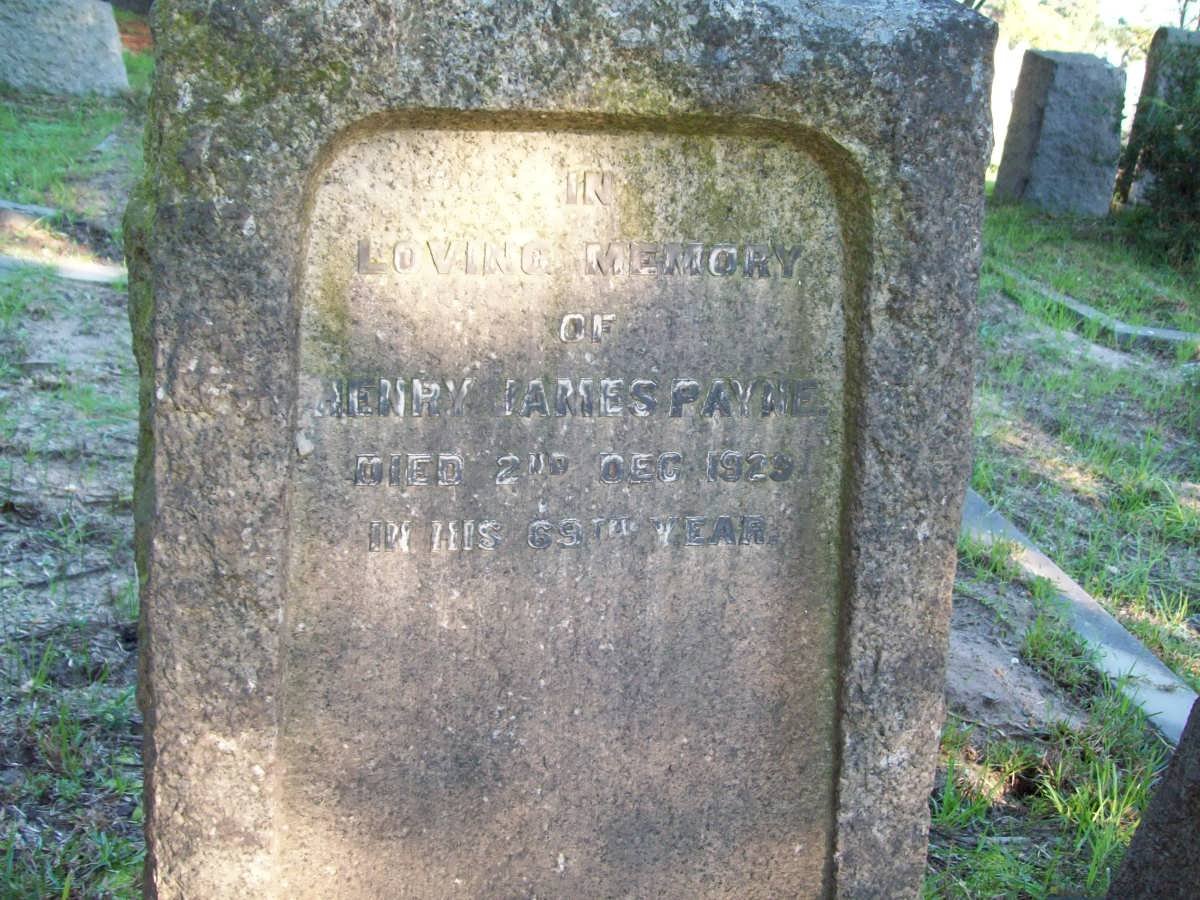 IN
LOVING MEMORY
OF
HENRY JAMES PAYNE.
DIED 2ND DEC 1929
IN HIS 69TH YEAR.